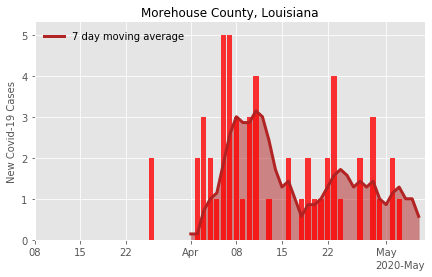 Morehouse County, Louisiana
7 day moving average
New Covid-19 Cases
5
4
3
2
1
0
08 15 22 Apr 08 15 22 May
2020-May